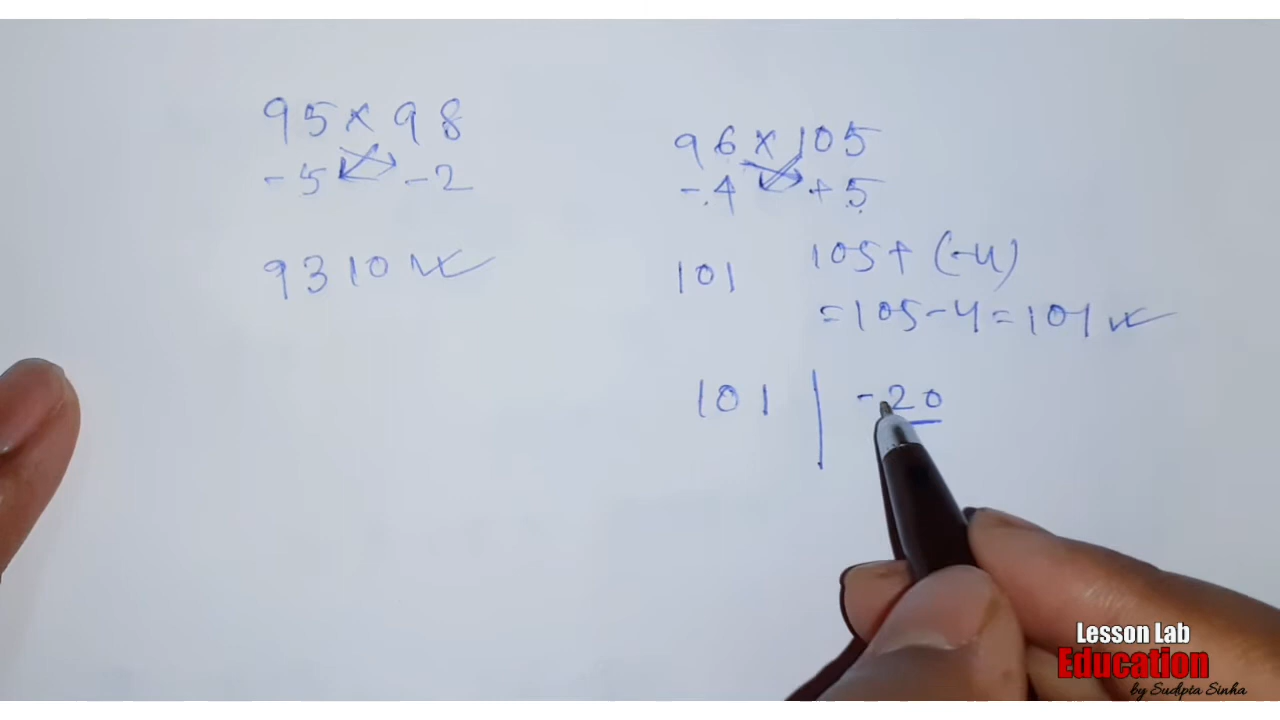 95 × 98
-5 -2
9310
96 × 105
-4 +5
101
105 + (-4)
= 105 - 4 = 101
101 | -20
Lesson Lab
Education
by Sudipta Sinha